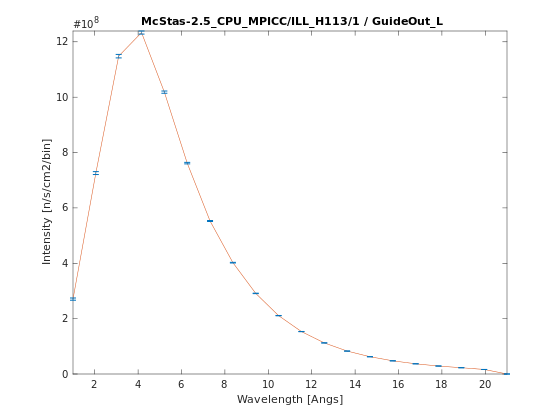 McStas-2.5_CPU_MPICC/ILL_H113/1 / GuideOut_L
#10^8
12
10
8
6
4
2
0
Intensity [n/s/cm2/bin]
2 4 6 8 10 12 14 16 18 20
Wavelength [Angs]